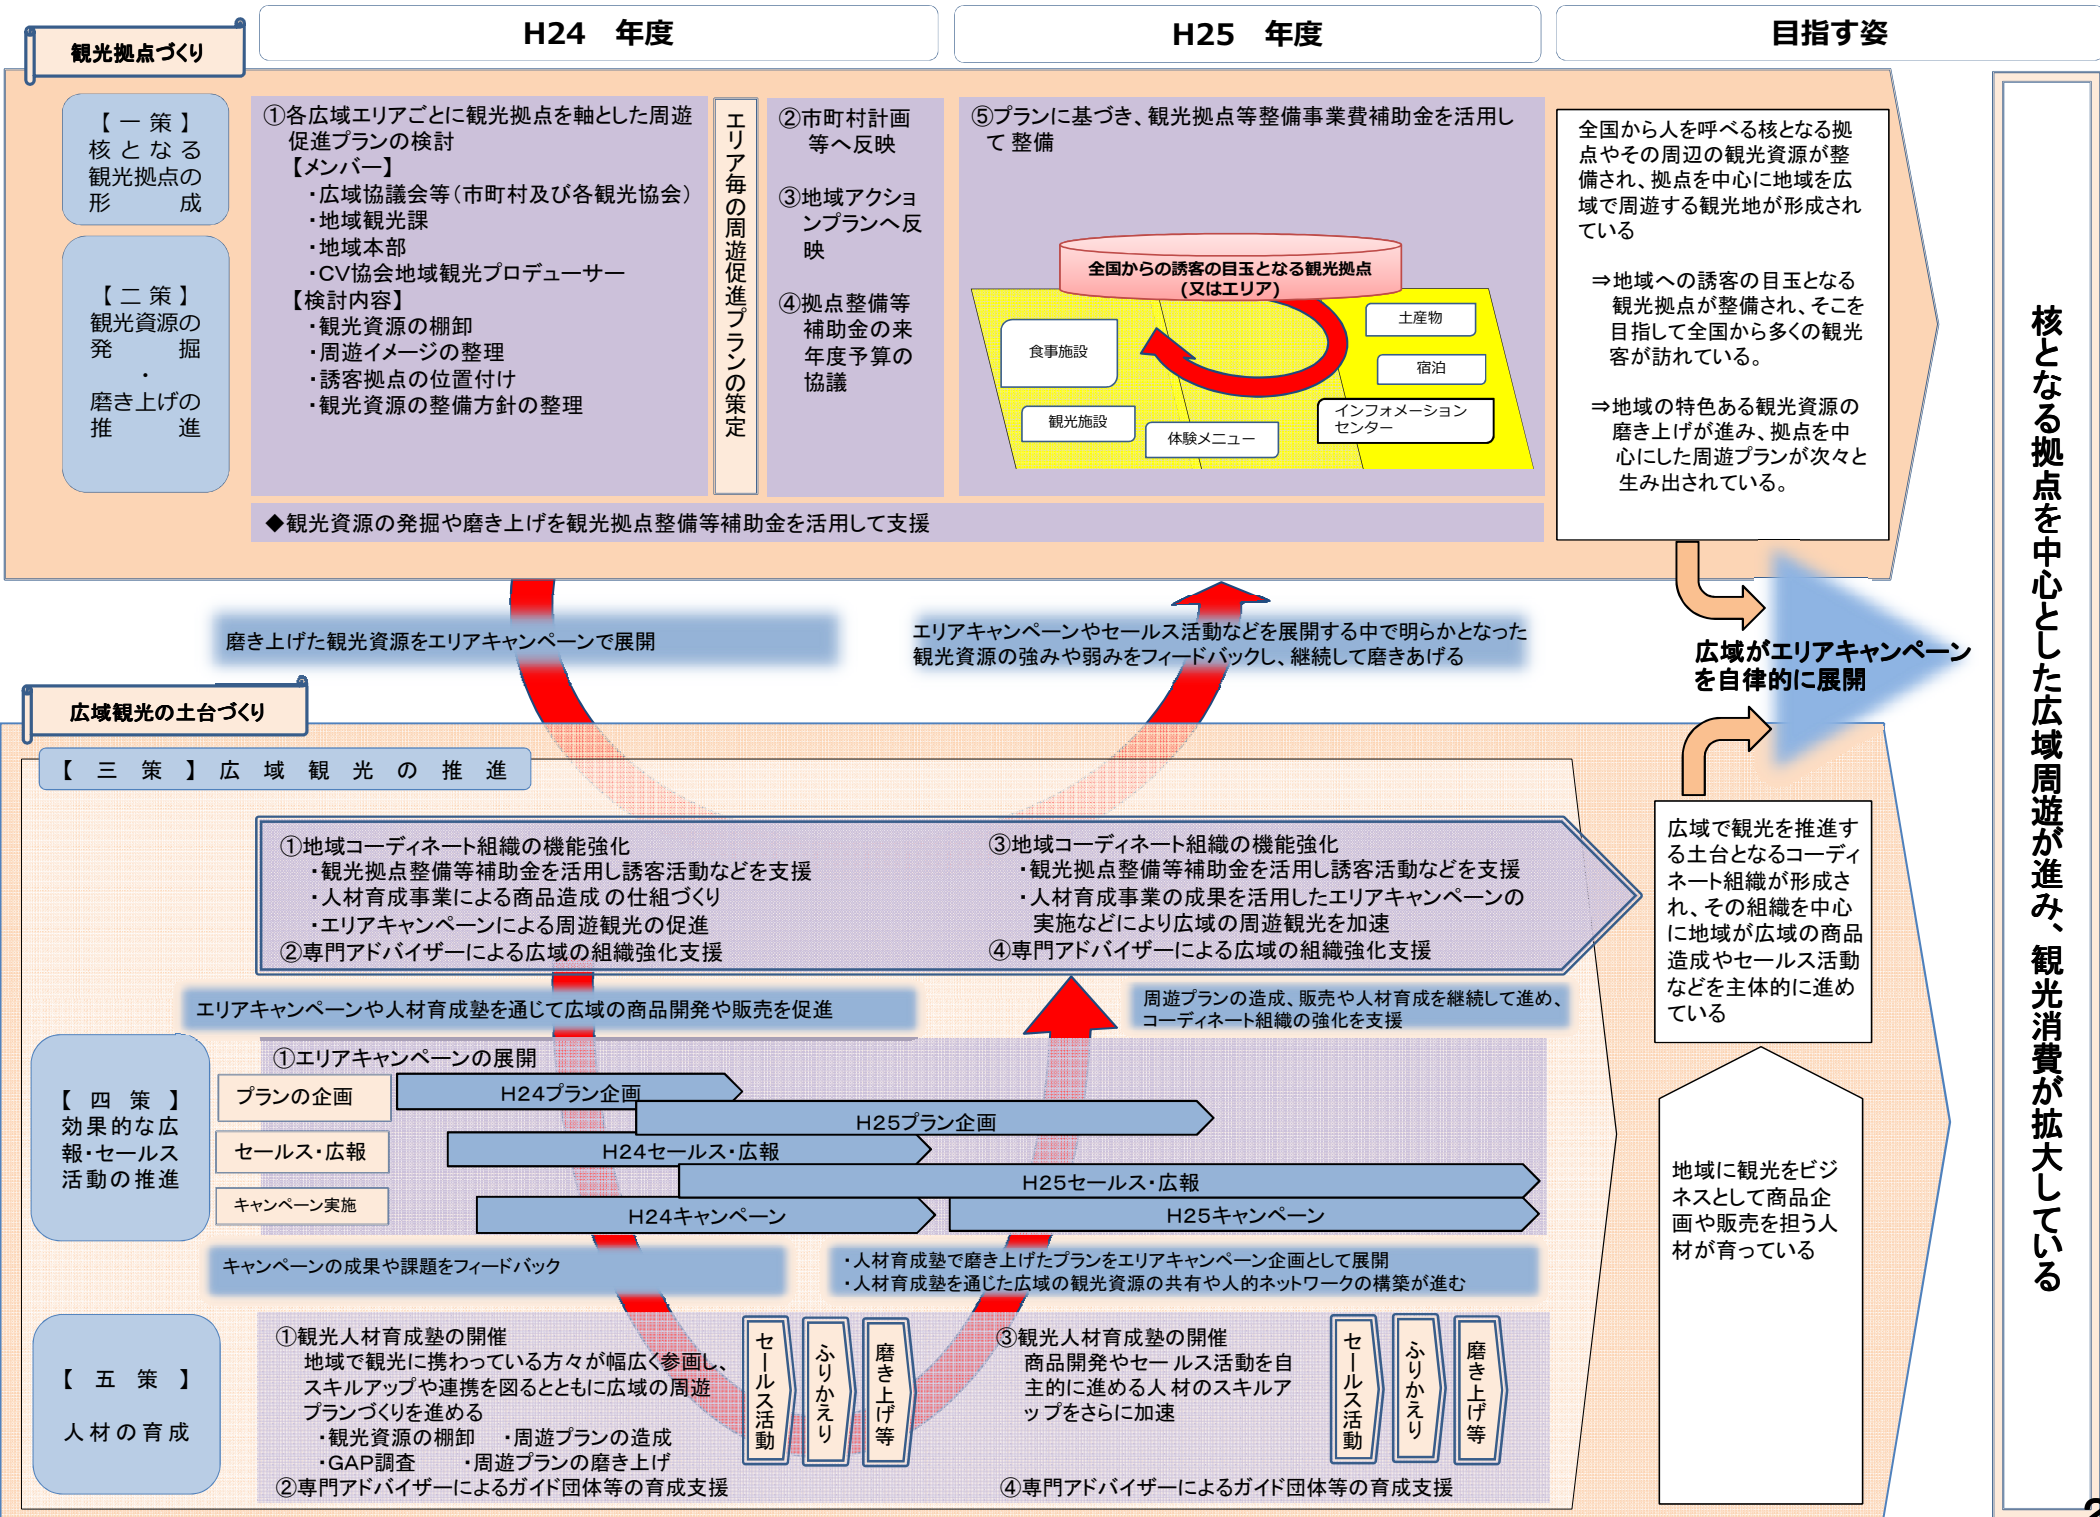 H24　年度
H25　年度
目指す姿
観光拠点づくり
【一策】
核となる
観光拠点の
形　　成
【二策】
観光資源の
発　　掘
・
磨き上げの
推　　進
①各広域エリアごとに観光拠点を軸とした周遊
促進プランの検討
【メンバー】
・広域協議会等（市町村及び各観光協会）
・地域観光課
・地域本部
・CV協会地域観光プロデューサー
【検討内容】
・観光資源の棚卸
・周遊イメージの整理
・誘客拠点の位置付け
・観光資源の整備方針の整理
エリア毎の周遊促進プランの策定
②市町村計画
等へ反映
③地域アクショ
ンプランへ反
映
④拠点整備等
補助金の来
年度予算の
協議
⑤プランに基づき、観光拠点等整備事業費補助金を活用し
て 整備
全国からの誘客の目玉となる観光拠点
(又はエリア)
食事施設
土産物
宿泊
観光施設
体験メニュー
インフォメーション
センター
◆観光資源の発掘や磨き上げを観光拠点整備等補助金を活用して支援
全国から人を呼べる核となる拠
点やその周辺の観光資源が整
備され、拠点を中心に地域を広
域で周遊する観光地が形成され
ている
⇒地域への誘客の目玉となる
観光拠点が整備され、そこを
目指して全国から多くの観光
客が訪れている。
⇒地域の特色ある観光資源の
磨き上げが進み、拠点を中
心にした周遊プランが次々と
生み出されている。
核となる拠点を中心とした広域周遊が進み、観光消費が拡大している
磨き上げた観光資源をエリアキャンペーンで展開
エリアキャンペーンやセールス活動などを展開する中で明らかとなった
観光資源の強みや弱みをフィードバックし、継続して磨きあげる
広域がエリアキャンペーン
を自律的に展開
広域観光の土台づくり
【三策】広域観光の推進
①地域コーディネート組織の機能強化
・観光拠点整備等補助金を活用し誘客活動などを支援
・人材育成事業による商品造成の仕組づくり
・エリアキャンペーンによる周遊観光の促進
②専門アドバイザーによる広域の組織強化支援
③地域コーディネート組織の機能強化
・観光拠点整備等補助金を活用し誘客活動などを支援
・人材育成事業の成果を活用したエリアキャンペーンの
実施などにより広域の周遊観光を加速
④専門アドバイザーによる広域の組織強化支援
広域で観光を推進す
る土台となるコーディ
ネート組織が形成さ
れ、その組織を中心
に地域が広域の商品
造成やセールス活動
などを主体的に進め
ている
エリアキャンペーンや人材育成塾を通じて広域の商品開発や販売を促進
周遊プランの造成、販売や人材育成を継続して進め、
コーディネート組織の強化を支援
【四策】
効果的な広
報・セールス
活動の推進
①エリアキャンペーンの展開
プランの企画
H24プラン企画
H25プラン企画
セールス・広報
H24セールス・広報
H25セールス・広報
キャンペーン実施
H24キャンペーン
H25キャンペーン
地域に観光をビジ
ネスとして商品企
画や販売を担う人
材が育っている
キャンペーンの成果や課題をフィードバック
・人材育成塾で磨き上げたプランをエリアキャンペーン企画として展開
・人材育成塾を通じた広域の観光資源の共有や人的ネットワークの構築が進む
【五策】
人材の育成
①観光人材育成塾の開催
地域で観光に携わっている方々が幅広く参画し、
スキルアップや連携を図るとともに広域の周遊
プランづくりを進める
・観光資源の棚卸　・周遊プランの造成
・GAP調査　・周遊プランの磨き上げ
②専門アドバイザーによるガイド団体等の育成支援
セールス活動
ふりかえり
磨き上げ等
③観光人材育成塾の開催
商品開発やセールス活動を自
主的に進める人材のスキルア
ップをさらに加速
④専門アドバイザーによるガイド団体等の育成支援
セールス活動
ふりかえり
磨き上げ等